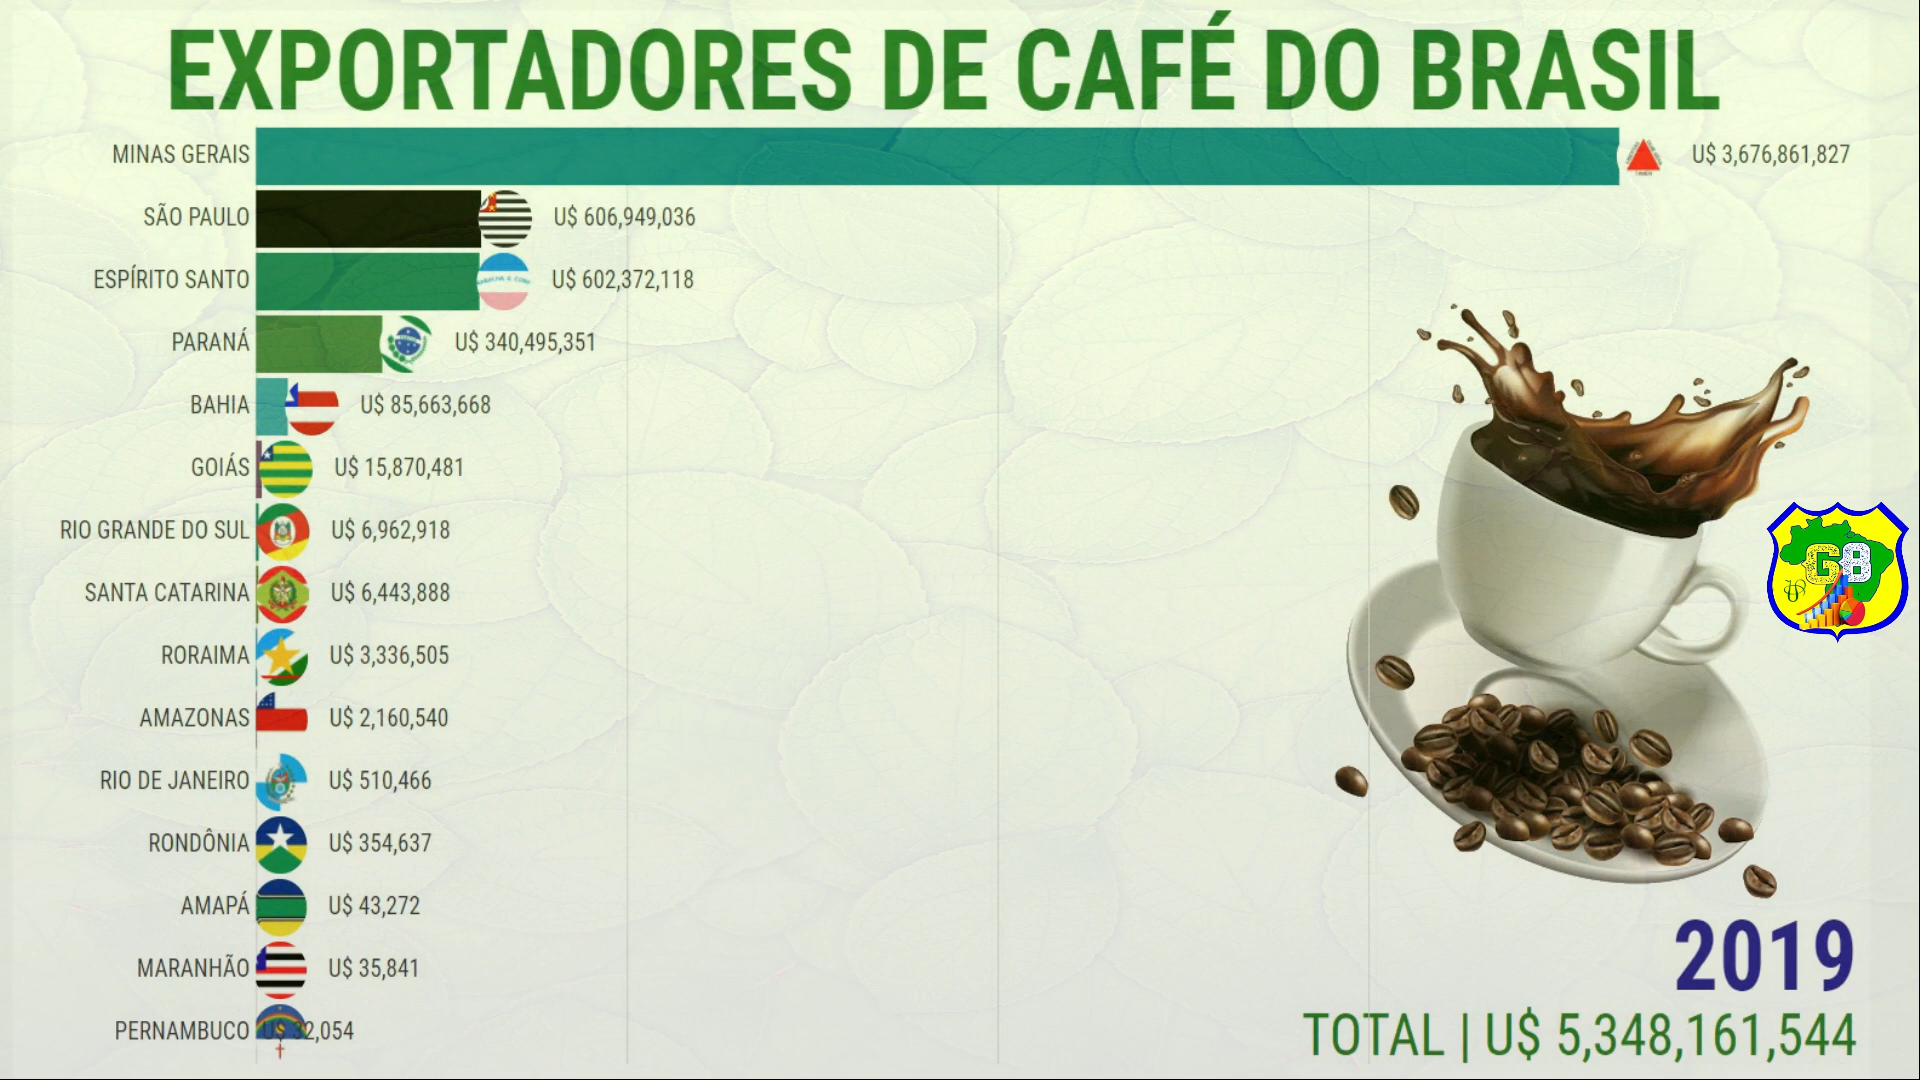 EXPORTADORES DE CAFÉ DO BRASIL
MINAS GERAIS U$ 3,676,861,827
SÃO PAULO U$ 606,949,036
ESPÍRITO SANTO U$ 602,372,118
PARANÁ U$ 340,495,351
BAHIA U$ 85,663,668
GOIÁS U$ 15,870,481
RIO GRANDE DO SUL U$ 6,962,918
SANTA CATARINA U$ 6,443,888
RORAIMA U$ 3,336,505
AMAZONAS U$ 2,160,540
RIO DE JANEIRO U$ 510,466
RONDÔNIA U$ 354,637
AMAPÁ U$ 43,272
MARANHÃO U$ 35,841
PERNAMBUCO U$ 32,054
GB
2019
TOTAL | U$ 5,348,161,544